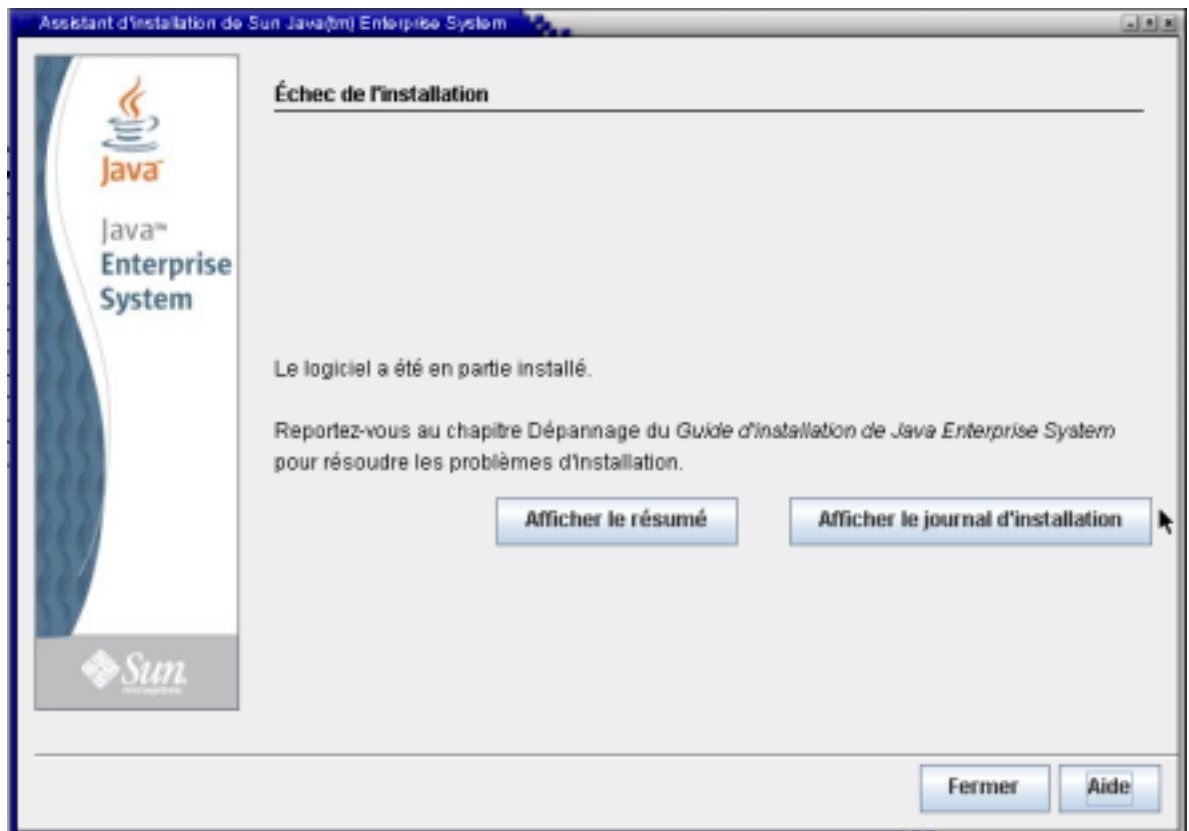 Assistant d'installation de Sun Java(tm) Enterprise System
Java™
Java™
Enterprise
System
Sun
microsystems
Échec de l'installation
Le logiciel a été en partie installé.
Reportez-vous au chapitre Dépannage du Guide d'installation de Java Enterprise System
pour résoudre les problèmes d'installation.
Afficher le résumé
Afficher le journal d'installation
Fermer
Aide